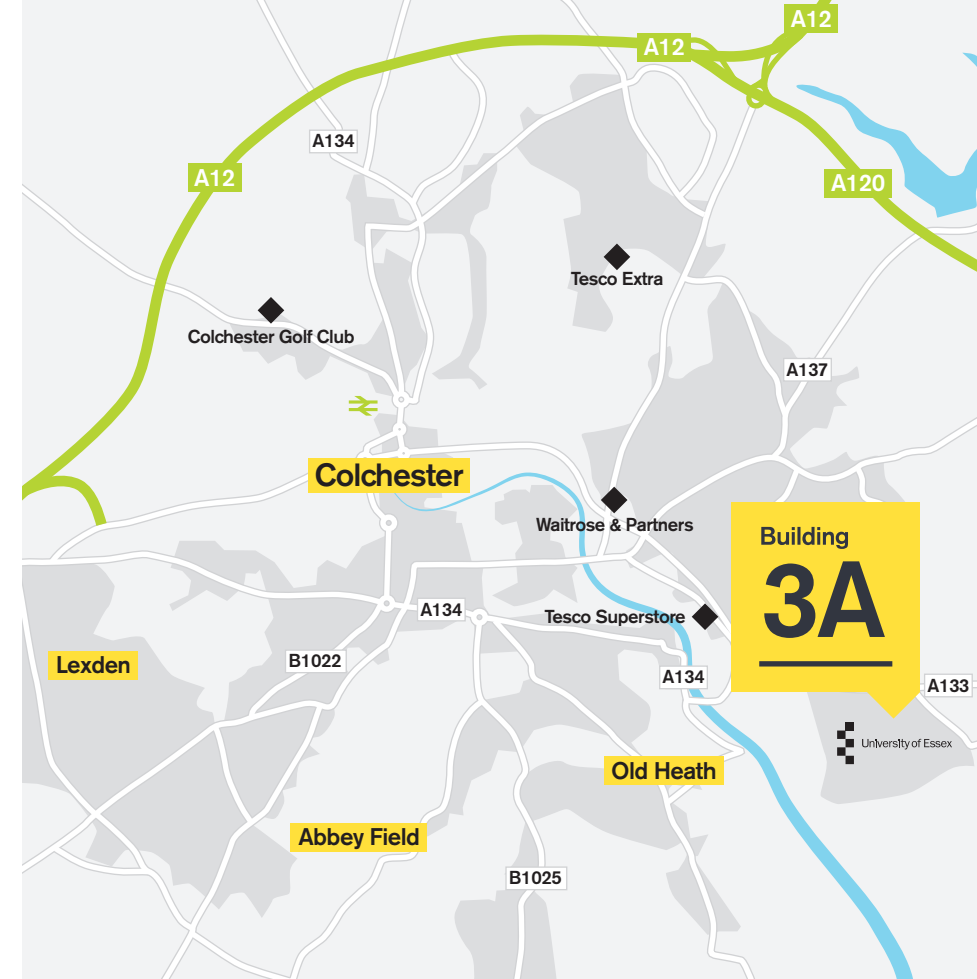 A12
A12
A134
A12
A120
Tesco Extra
Colchester Golf Club
A137
Colchester
Waitrose & Partners
Building
3A
A134
Tesco Superstore
B1022
Lexden
A134
A133
University of Essex
Old Heath
Abbey Field
B1025